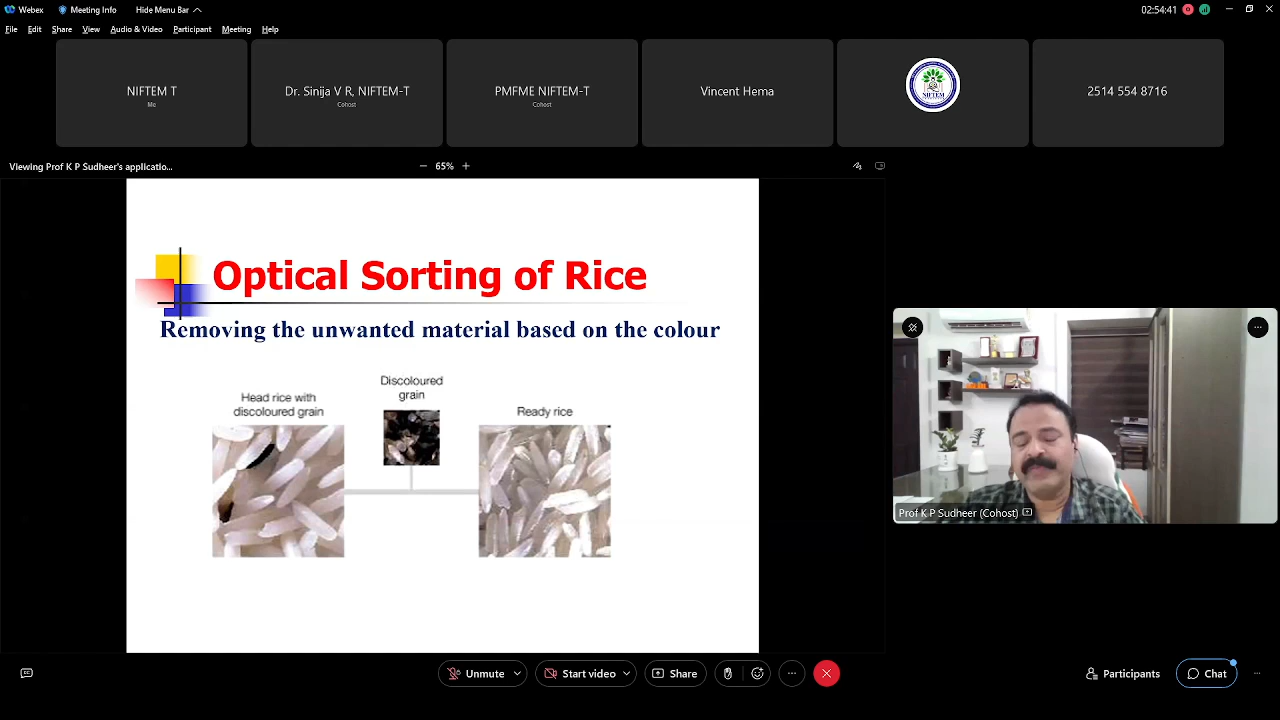 Webex
Meeting Info
Hide Menu Bar
02:54:41
File Edit Share View Audio & Video Participant Meeting Help
NIFTEM T
Me
Dr. Sinija V R, NIFTEM-T
Cohost
PMFME NIFTEM-T
Cohost
Vincent Hema
NIFTEM
2514 554 8716
Viewing Prof K P Sudheer's applicatio...
65%
Optical Sorting of Rice
Removing the unwanted material based on the colour
Head rice with
discoloured grain
Discoloured
grain
Ready rice
Prof K P Sudheer (Cohost)
Unmute
Start video
Share
Participants
Chat